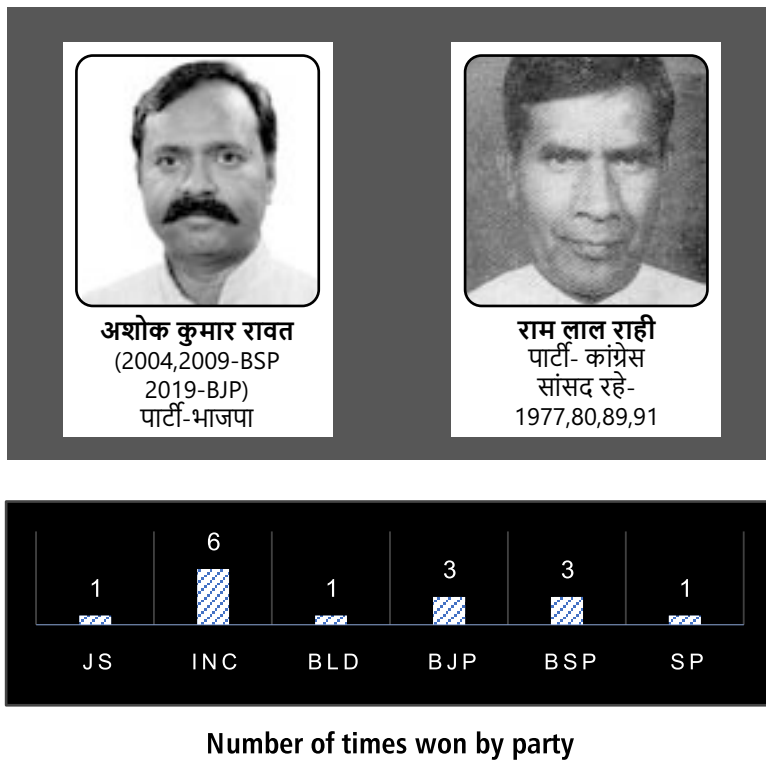 अशोक कुमार रावत
(2004,2009-BSP
2019-BJP)
पार्टी-भाजपा
राम लाल राही
पार्टी- कांग्रेस
सांसद रहे-
1977,80,89,91
1 6 1 3 3 1
JS INC BLD BJP BSP SP
Number of times won by party